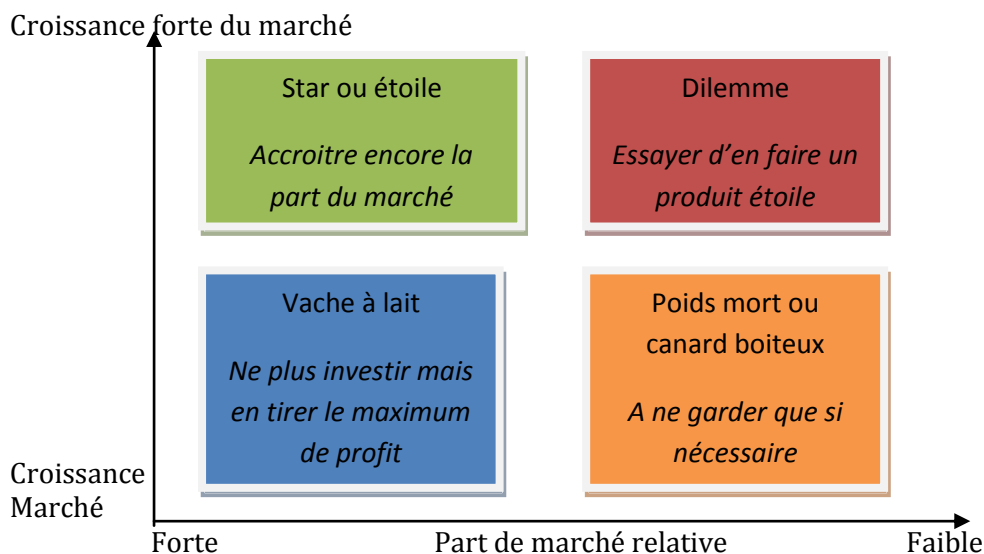 Croissance forte du marché
Star ou étoile
Accroitre encore la
part du marché
Dilemme
Essayer d'en faire un
produit étoile
Vache à lait
Ne plus investir mais
en tirer le maximum
de profit
Poids mort ou
canard boiteux
A ne garder que si
nécessaire
Croissance
Marché
Forte
Part de marché relative
Faible